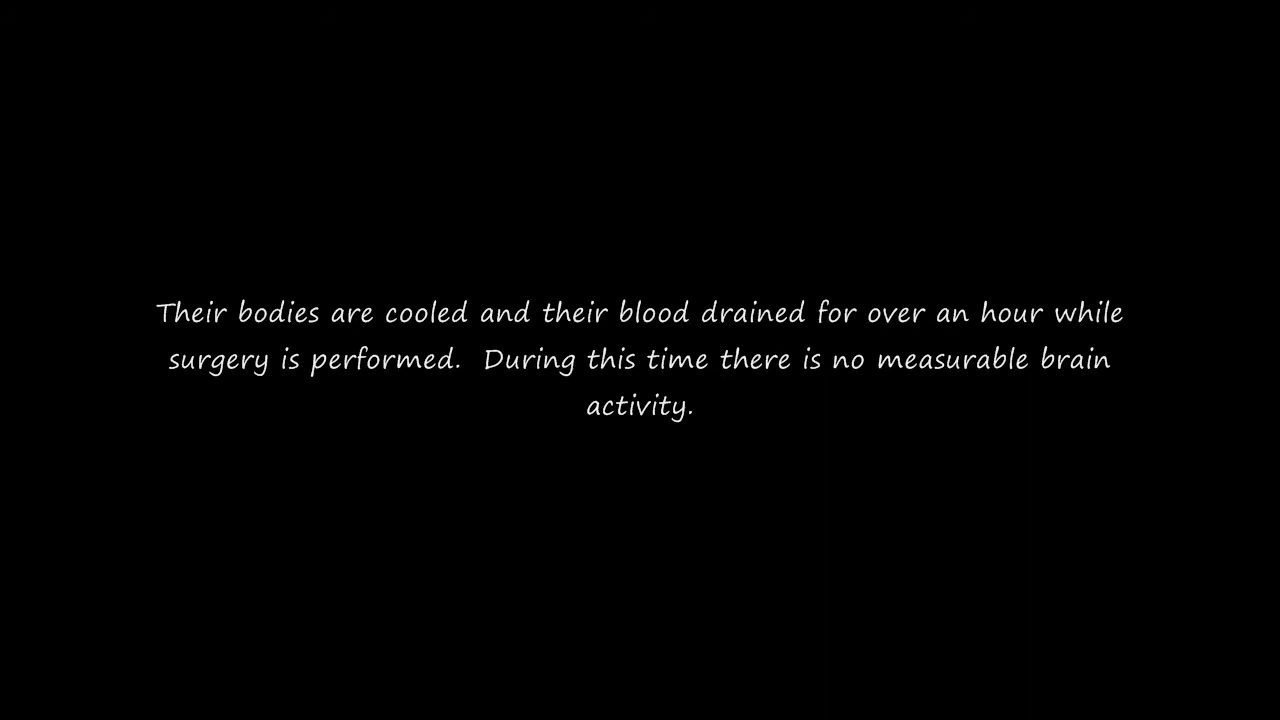 Their bodies are cooled and their blood drained for over an hour while
surgery is performed.  During this time there is no measurable brain
activity.